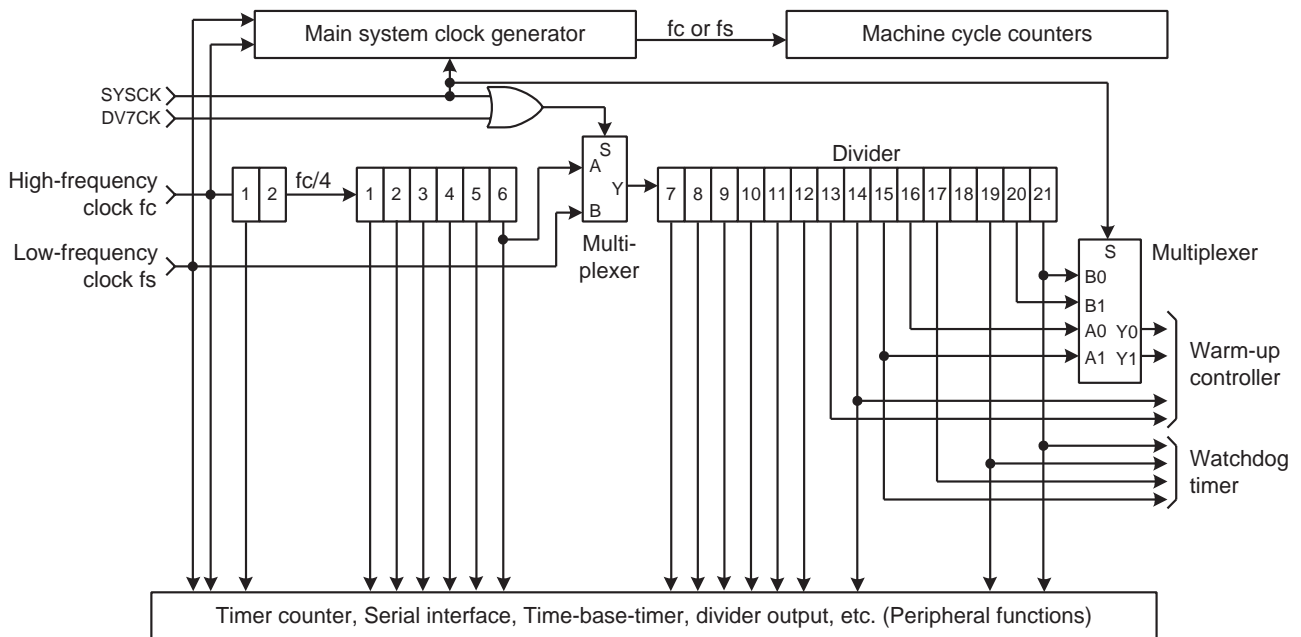 Main system clock generator
fc or fs
Machine cycle counters
SYSCK
DV7CK
S
A
Y
B
Multi-
plexer
High-frequency
clock fc
1 2
fc/4
1 2 3 4 5 6
Divider
7 8 9 10 11 12 13 14 15 16 17 18 19 20 21
Low-frequency
clock fs
S
Multiplexer
B0
B1
A0 Y0
A1 Y1
Warm-up
controller
Watchdog
timer
Timer counter, Serial interface, Time-base-timer, divider output, etc. (Peripheral functions)